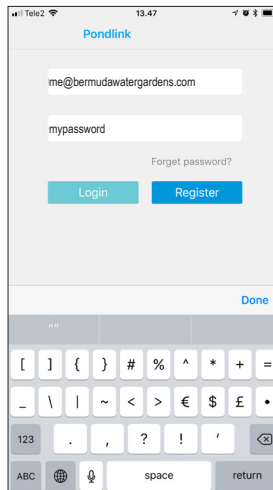 Tele2 13.47
Pondlink
me@bermudawatergardens.com
mypassword
Forget password?
Login Register
Done
""
[ ] { } # % ^ * + =
_ \ | ~ < > € $ £ •
123 . , ? ! ′
ABC space return